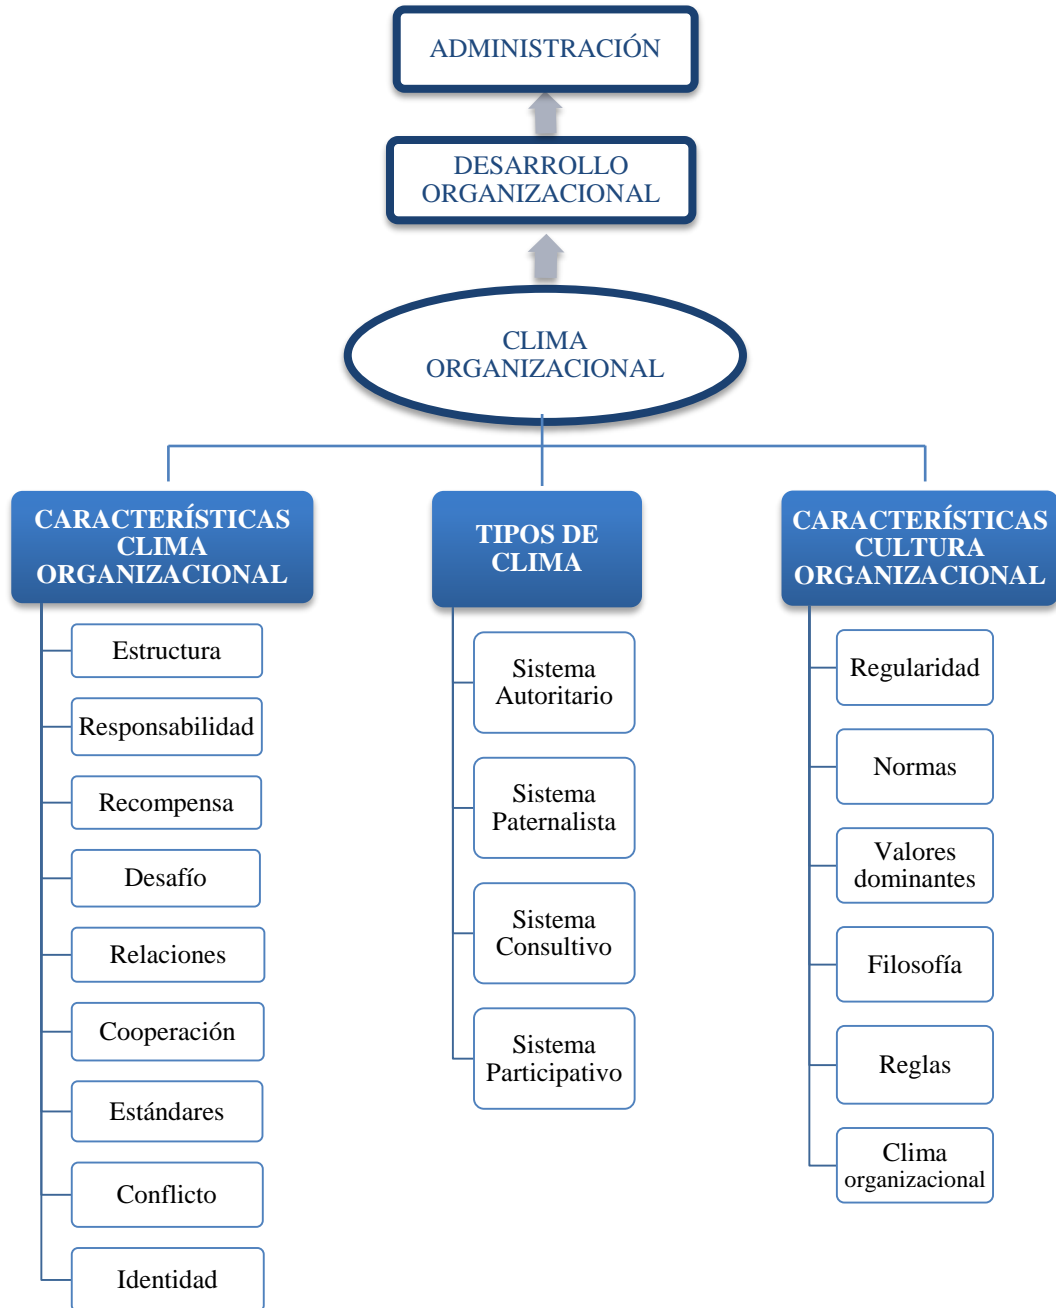 ADMINISTRACIÓN
DESARROLLO
ORGANIZACIONAL
CLIMA
ORGANIZACIONAL
CARACTERÍSTICAS
CLIMA
ORGANIZACIONAL
Estructura
Responsabilidad
Recompensa
Desafío
Relaciones
Cooperación
Estándares
Conflicto
Identidad
TIPOS DE
CLIMA
Sistema
Autoritario
Sistema
Paternalista
Sistema
Consultivo
Sistema
Participativo
CARACTERÍSTICAS
CULTURA
ORGANIZACIONAL
Regularidad
Normas
Valores
dominantes
Filosofía
Reglas
Clima
organizacional